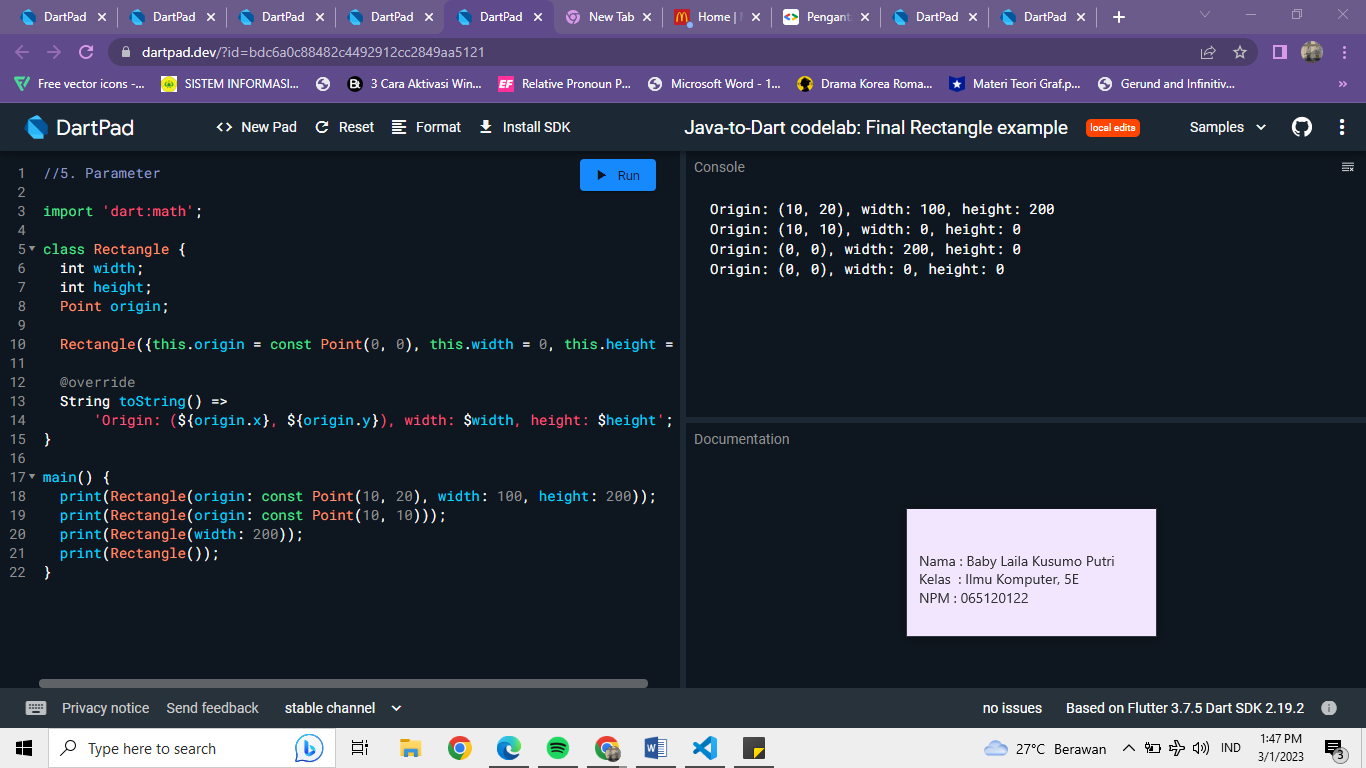 DartPad
DartPad
DartPad
DartPad
DartPad
New Tab
Home |
Pengant
DartPad
DartPad
dartpad.dev/?id=bdc6a0c88482c4492912cc2849aa5121
Free vector icons -...
SISTEM INFORMASI...
3 Cara Aktivasi Win...
EF Relative Pronoun P...
Microsoft Word - 1...
Drama Korea Roma...
Materi Teori Graf.p...
Gerund and Infinitiv...
»
DartPad
<> New Pad
Reset
Format
Install SDK
Java-to-Dart codelab: Final Rectangle example
local edits
Samples
Run
1 //5. Parameter
2
3 import 'dart:math';
4
5 class Rectangle {
6 int width;
7 int height;
8 Point origin;
9
10 Rectangle({this.origin = const Point(0, 0), this.width = 0, this.height =
11
12 @override
13 String toString() =>
14 'Origin: (${origin.x}, ${origin.y}), width: $width, height: $height';
15 }
16
17 main() {
18 print(Rectangle(origin: const Point(10, 20), width: 100, height: 200));
19 print(Rectangle(origin: const Point(10, 10)));
20 print(Rectangle(width: 200));
21 print(Rectangle());
22 }
Console
Origin: (10, 20), width: 100, height: 200
Origin: (10, 10), width: 0, height: 0
Origin: (0, 0), width: 200, height: 0
Origin: (0, 0), width: 0, height: 0
Documentation
Nama : Baby Laila Kusumo Putri
Kelas : Ilmu Komputer, 5E
NPM : 065120122
Privacy notice
Send feedback
stable channel
no issues
Based on Flutter 3.7.5 Dart SDK 2.19.2
Type here to search
27°C Berawan
IND
1:47 PM
3/1/2023
3